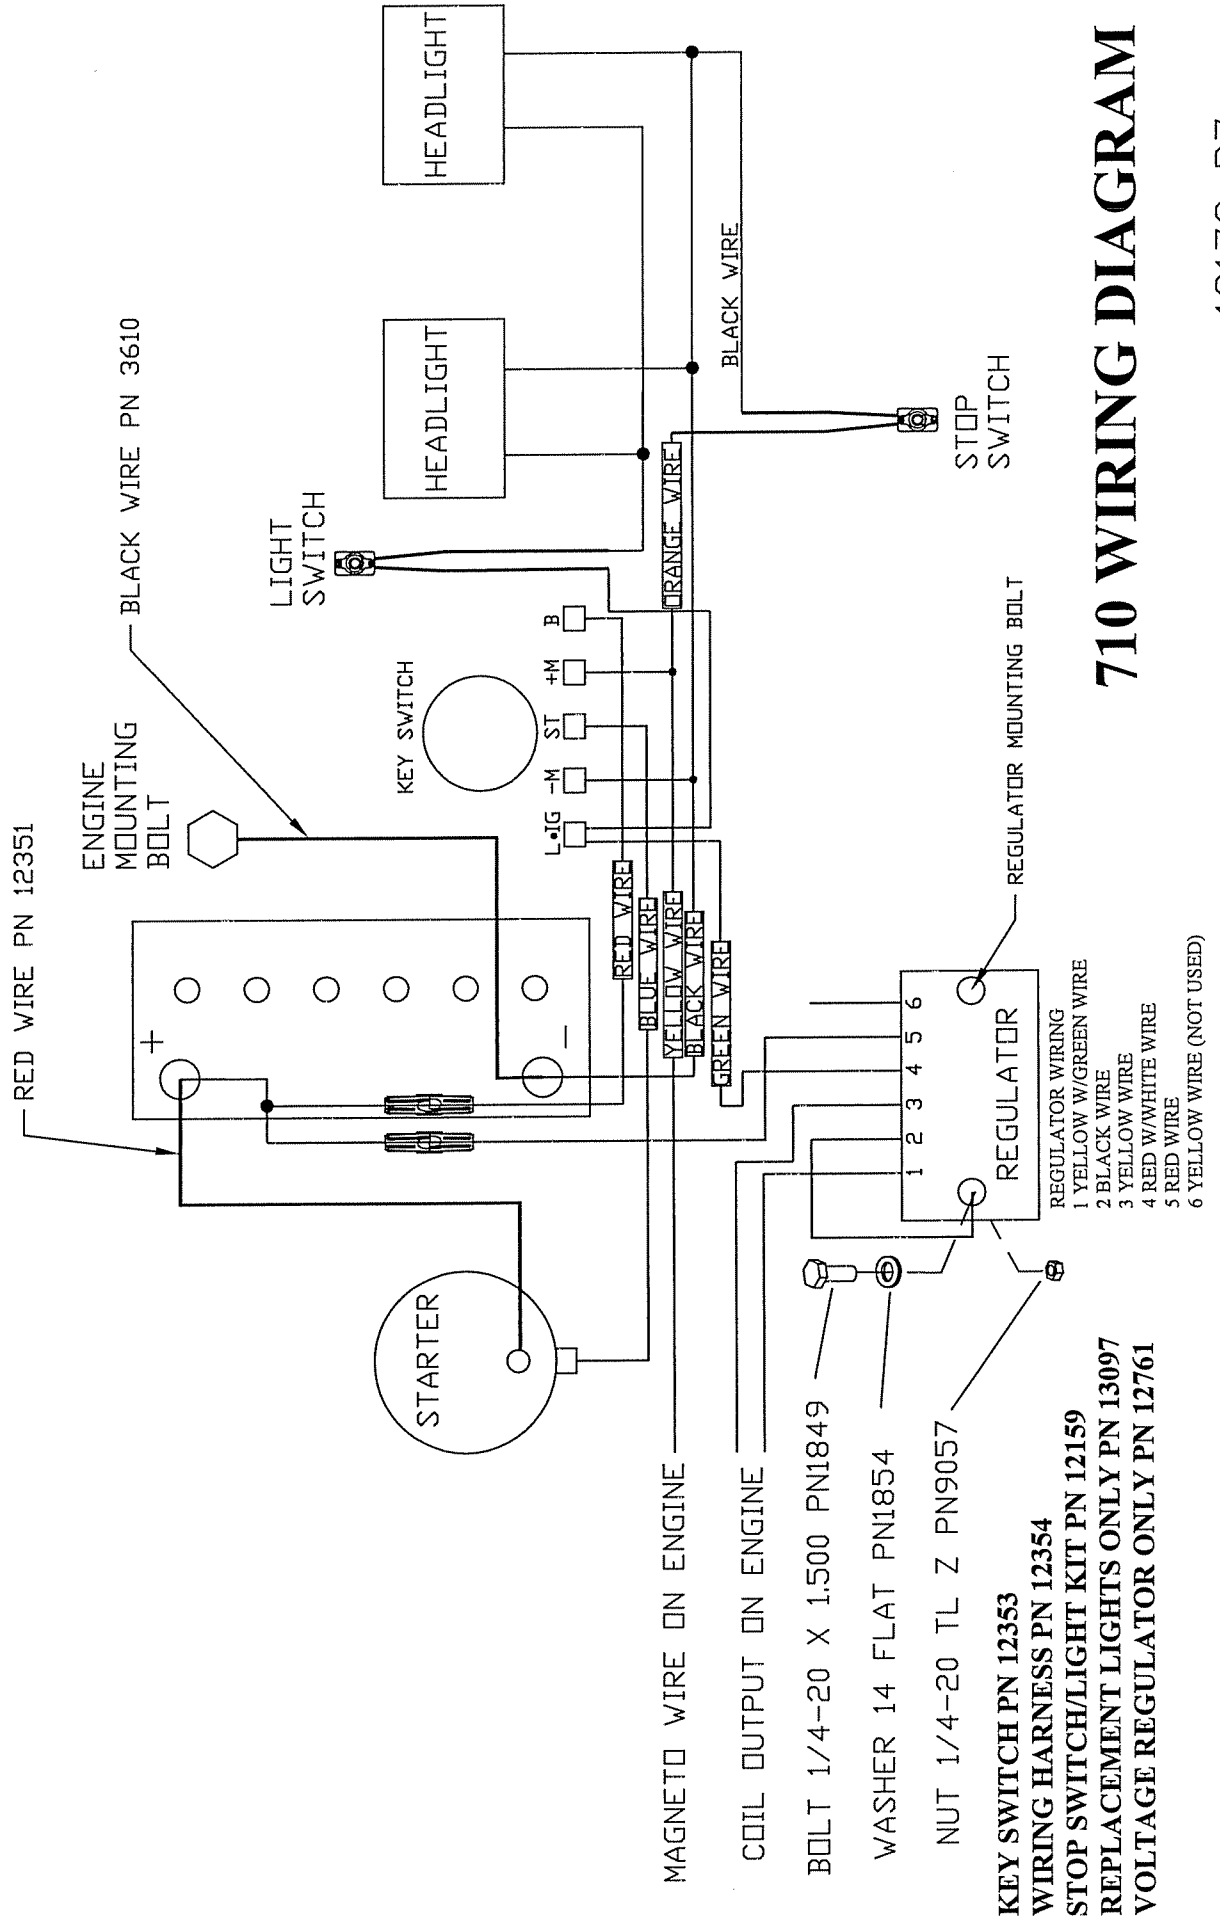 RED WIRE PN 12351
ENGINE
MOUNTING
BOLT
BLACK WIRE PN 3610
LIGHT
SWITCH
HEADLIGHT
HEADLIGHT
KEY SWITCH
L•IG
-M
ST
+M
B
+
-
STARTER
RED WIRE
BLUE WIRE
YELLOW WIRE
BLACK WIRE
GREEN WIRE
ORANGE WIRE
BLACK WIRE
STOP
SWITCH
MAGNETO WIRE ON ENGINE
COIL OUTPUT ON ENGINE
BOLT 1/4-20 X 1.500 PN1849
WASHER 14 FLAT PN1854
NUT 1/4-20 TL Z PN9057
1 2 3 4 5 6
REGULATOR
REGULATOR MOUNTING BOLT
REGULATOR WIRING
1 YELLOW W/GREEN WIRE
2 BLACK WIRE
3 YELLOW WIRE
4 RED W/WHITE WIRE
5 RED WIRE
6 YELLOW WIRE (NOT USED)
KEY SWITCH PN 12353
WIRING HARNESS PN 12354
STOP SWITCH/LIGHT KIT PN 12159
REPLACEMENT LIGHTS ONLY PN 13097
VOLTAGE REGULATOR ONLY PN 12761
710 WIRING DIAGRAM